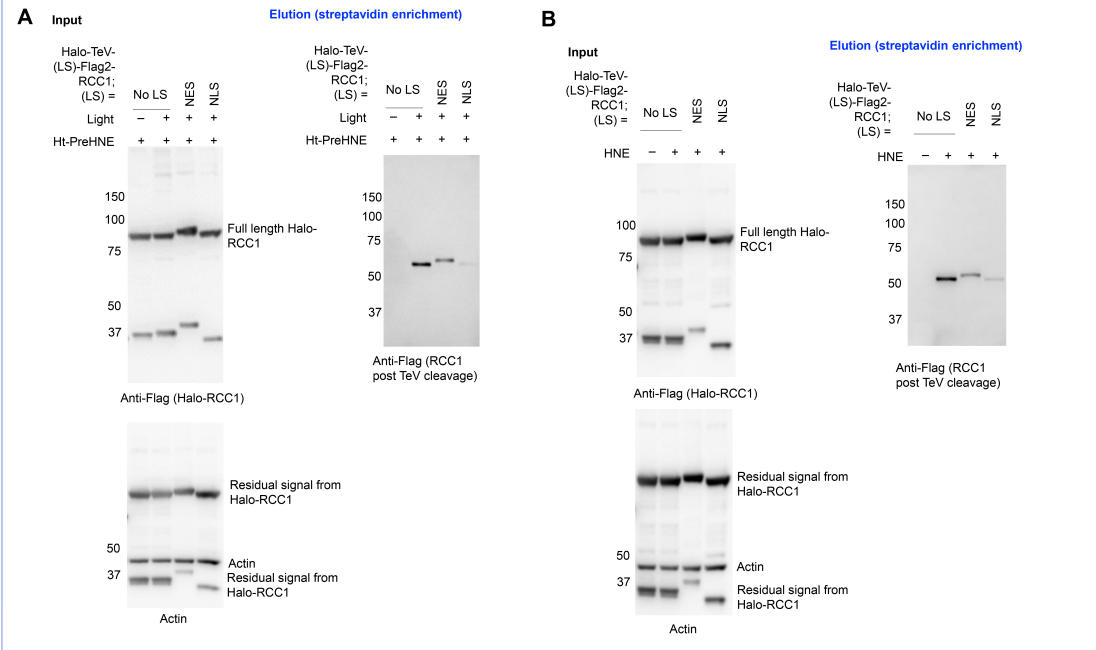 A
Input
Elution (streptavidin enrichment)
Halo-TeV-
(LS)-Flag2-
RCC1;
(LS) =
No LS
NES
NLS
Light
– + + +
Ht-PreHNE
+ + + +
150
100
75
50
37
Full length Halo-
RCC1
Anti-Flag (Halo-RCC1)
Halo-TeV-
(LS)-Flag2-
RCC1;
(LS) =
No LS
NES
NLS
Light
– + + +
Ht-PreHNE
+ + + +
150
100
75
50
37
Anti-Flag (RCC1
post TeV cleavage)
Residual signal from
Halo-RCC1
50
37
Actin
Residual signal from
Halo-RCC1
Actin
B
Input
Elution (streptavidin enrichment)
Halo-TeV-
(LS)-Flag2-
RCC1;
(LS) =
No LS
NES
NLS
HNE
– + + +
100
75
50
37
Full length Halo-
RCC1
Anti-Flag (Halo-RCC1)
Halo-TeV-
(LS)-Flag2-
RCC1;
(LS) =
No LS
NES
NLS
HNE
– + + +
150
100
75
50
37
Anti-Flag (RCC1
post TeV cleavage)
Residual signal from
Halo-RCC1
50
37
Actin
Residual signal from
Halo-RCC1
Actin